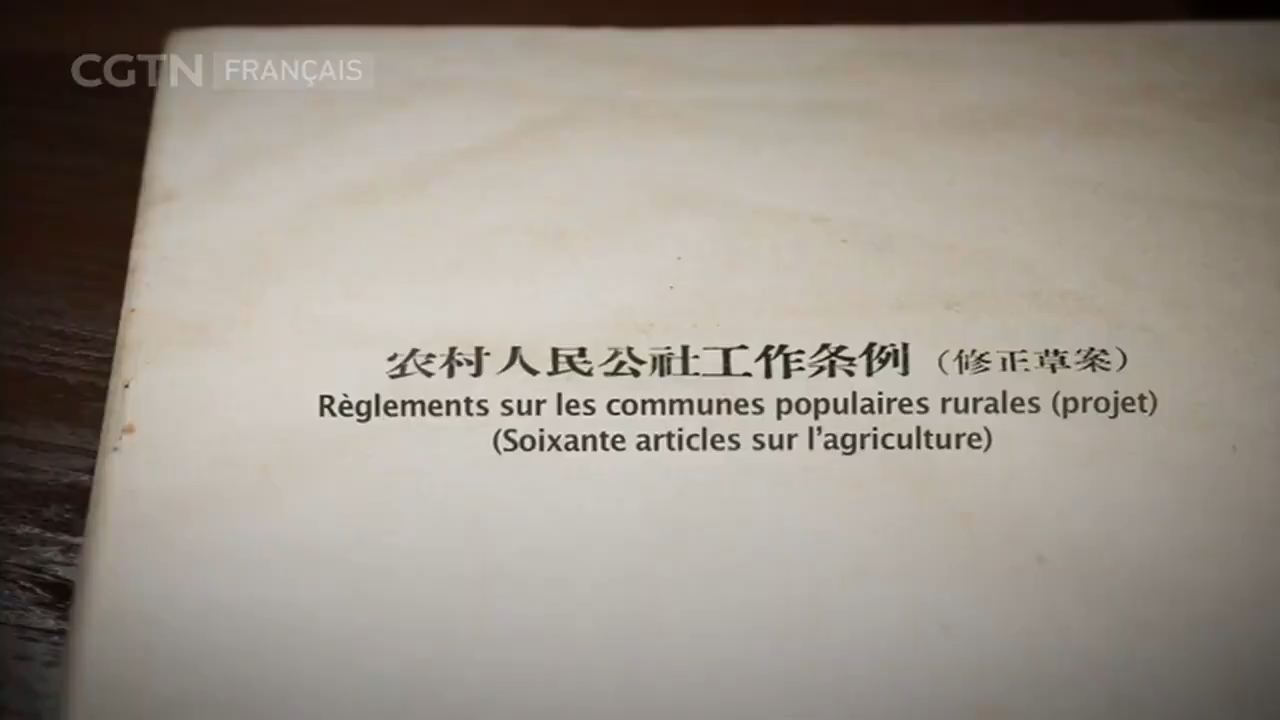 CGTN FRANÇAIS
农村人民公社工作条例（修正草案）
Règlements sur les communes populaires rurales (projet)
(Soixante articles sur l’agriculture)